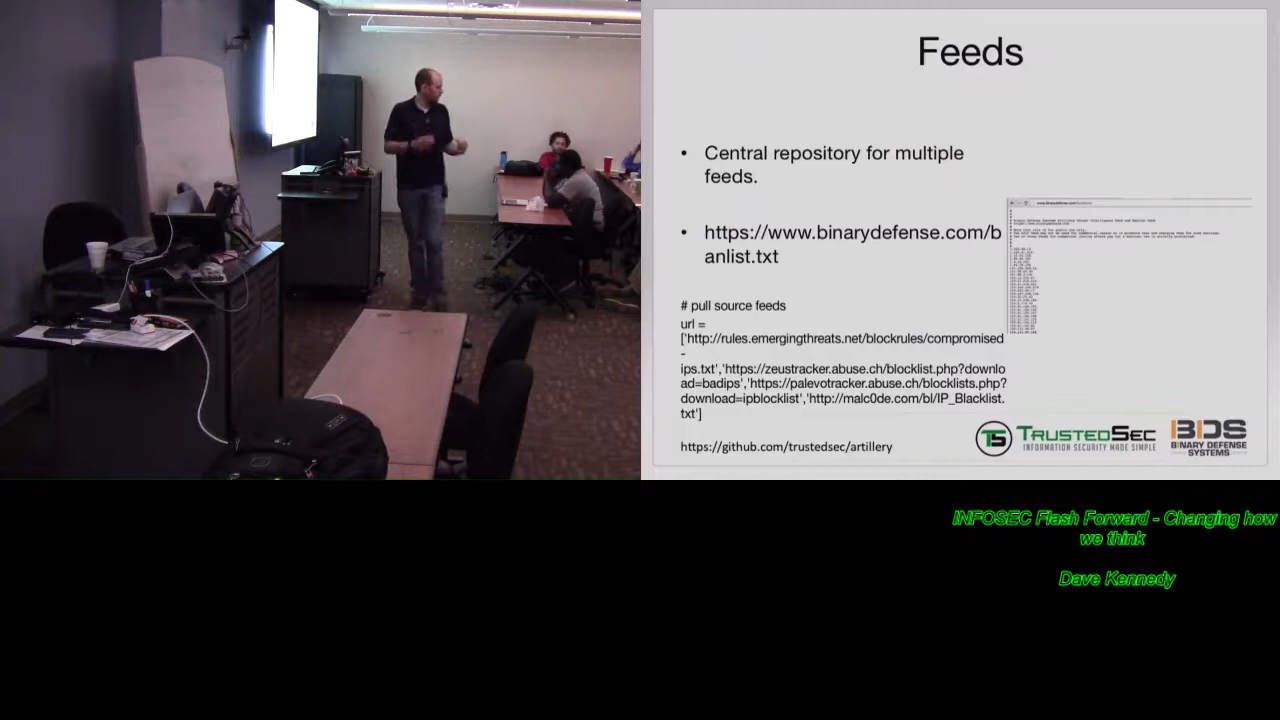 Feeds
• Central repository for multiple
feeds.
• https://www.binarydefense.com/b
anlist.txt
# pull source feeds
url =
['http://rules.emergingthreats.net/blockrules/compromised
-
ips.txt','https://zeustracker.abuse.ch/blocklist.php?downlo
ad=badips','https://palevotracker.abuse.ch/blocklists.php?
download=ipblocklist','http://malc0de.com/bl/IP_Blacklist.
txt']
https://github.com/trustedsec/artillery
TS TRUSTEDSEC
INFORMATION SECURITY MADE SIMPLE
BDS
BINARY DEFENSE
SYSTEMS
INFOSEC Flash Forward - Changing how
we think
Dave Kennedy